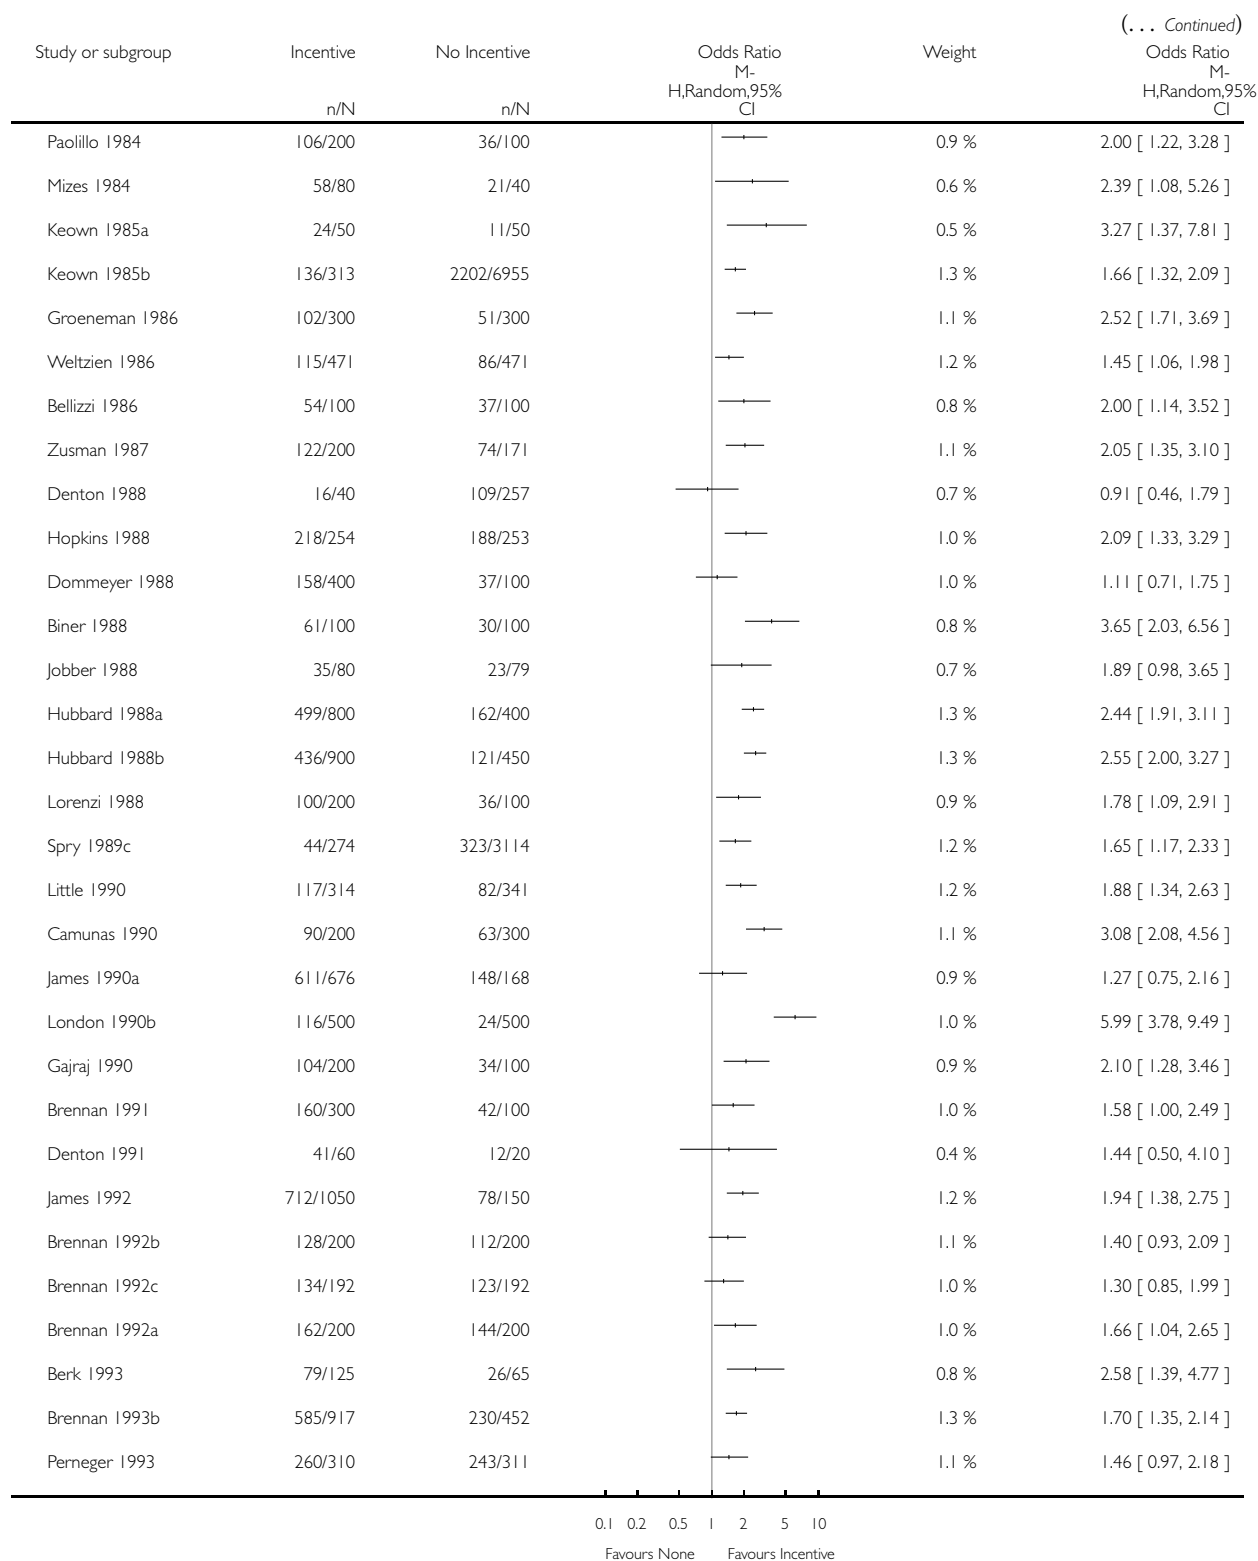 (... Continued)
Study or subgroup Incentive No Incentive Odds Ratio Weight Odds Ratio
M- M-
H,Random,95% H,Random,95%
n/N n/N CI CI
Paolillo 1984 106/200 36/100 0.9 % 2.00 [ 1.22, 3.28 ]
Mizes 1984 58/80 21/40 0.6 % 2.39 [ 1.08, 5.26 ]
Keown 1985a 24/50 11/50 0.5 % 3.27 [ 1.37, 7.81 ]
Keown 1985b 136/313 2202/6955 1.3 % 1.66 [ 1.32, 2.09 ]
Groeneman 1986 102/300 51/300 1.1 % 2.52 [ 1.71, 3.69 ]
Weltzien 1986 115/471 86/471 1.2 % 1.45 [ 1.06, 1.98 ]
Bellizzi 1986 54/100 37/100 0.8 % 2.00 [ 1.14, 3.52 ]
Zusman 1987 122/200 74/171 1.1 % 2.05 [ 1.35, 3.10 ]
Denton 1988 16/40 109/257 0.7 % 0.91 [ 0.46, 1.79 ]
Hopkins 1988 218/254 188/253 1.0 % 2.09 [ 1.33, 3.29 ]
Dommeyer 1988 158/400 37/100 1.0 % 1.11 [ 0.71, 1.75 ]
Biner 1988 61/100 30/100 0.8 % 3.65 [ 2.03, 6.56 ]
Jobber 1988 35/80 23/79 0.7 % 1.89 [ 0.98, 3.65 ]
Hubbard 1988a 499/800 162/400 1.3 % 2.44 [ 1.91, 3.11 ]
Hubbard 1988b 436/900 121/450 1.3 % 2.55 [ 2.00, 3.27 ]
Lorenzi 1988 100/200 36/100 0.9 % 1.78 [ 1.09, 2.91 ]
Spry 1989c 44/274 323/3114 1.2 % 1.65 [ 1.17, 2.33 ]
Little 1990 117/314 82/341 1.2 % 1.88 [ 1.34, 2.63 ]
Camunas 1990 90/200 63/300 1.1 % 3.08 [ 2.08, 4.56 ]
James 1990a 611/676 148/168 0.9 % 1.27 [ 0.75, 2.16 ]
London 1990b 116/500 24/500 1.0 % 5.99 [ 3.78, 9.49 ]
Gajraj 1990 104/200 34/100 0.9 % 2.10 [ 1.28, 3.46 ]
Brennan 1991 160/300 42/100 1.0 % 1.58 [ 1.00, 2.49 ]
Denton 1991 41/60 12/20 0.4 % 1.44 [ 0.50, 4.10 ]
James 1992 712/1050 78/150 1.2 % 1.94 [ 1.38, 2.75 ]
Brennan 1992b 128/200 112/200 1.1 % 1.40 [ 0.93, 2.09 ]
Brennan 1992c 134/192 123/192 1.0 % 1.30 [ 0.85, 1.99 ]
Brennan 1992a 162/200 144/200 1.0 % 1.66 [ 1.04, 2.65 ]
Berk 1993 79/125 26/65 0.8 % 2.58 [ 1.39, 4.77 ]
Brennan 1993b 585/917 230/452 1.3 % 1.70 [ 1.35, 2.14 ]
Perneger 1993 260/310 243/311 1.1 % 1.46 [ 0.97, 2.18 ]
0.1 0.2 0.5 1 2 5 10
Favours None Favours Incentive